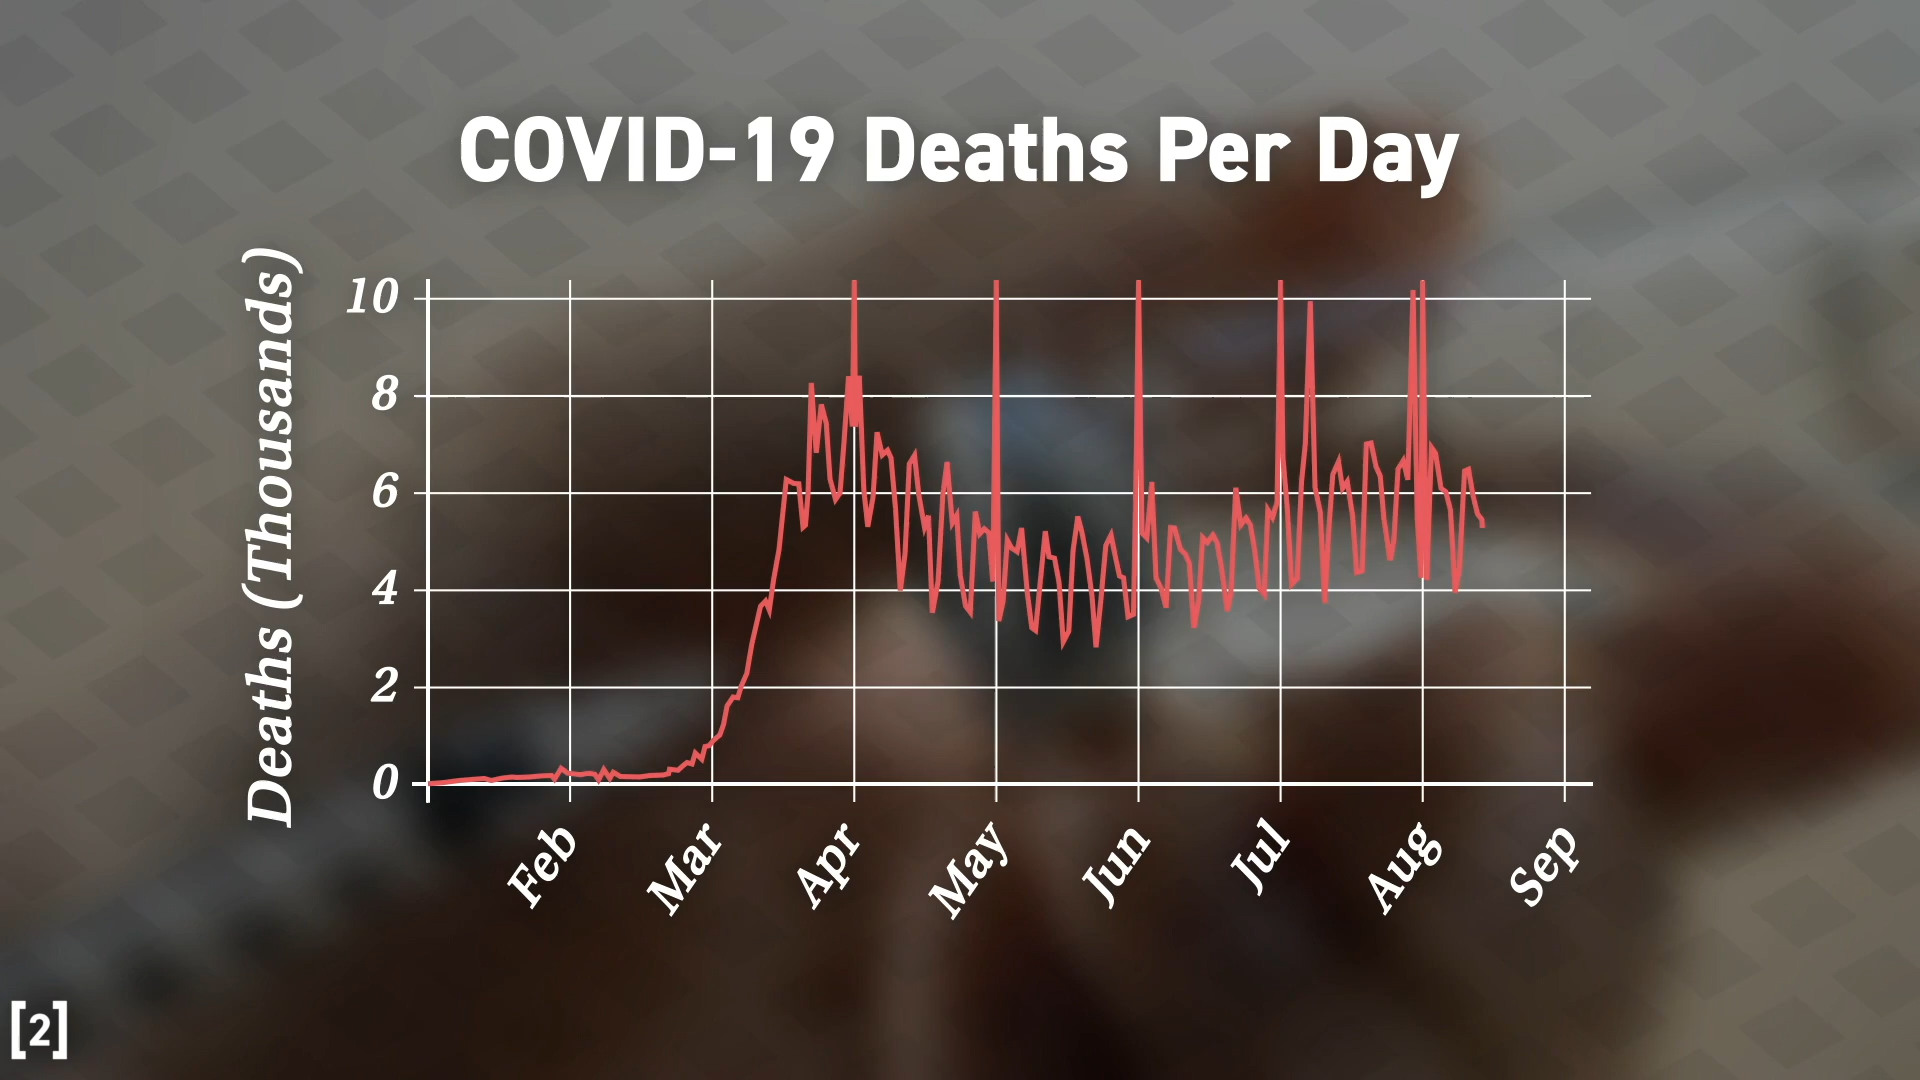 COVID-19 Deaths Per Day
Deaths (Thousands)
10
8
6
4
2
0
Feb
Mar
Apr
May
Jun
Jul
Aug
Sep
[2]